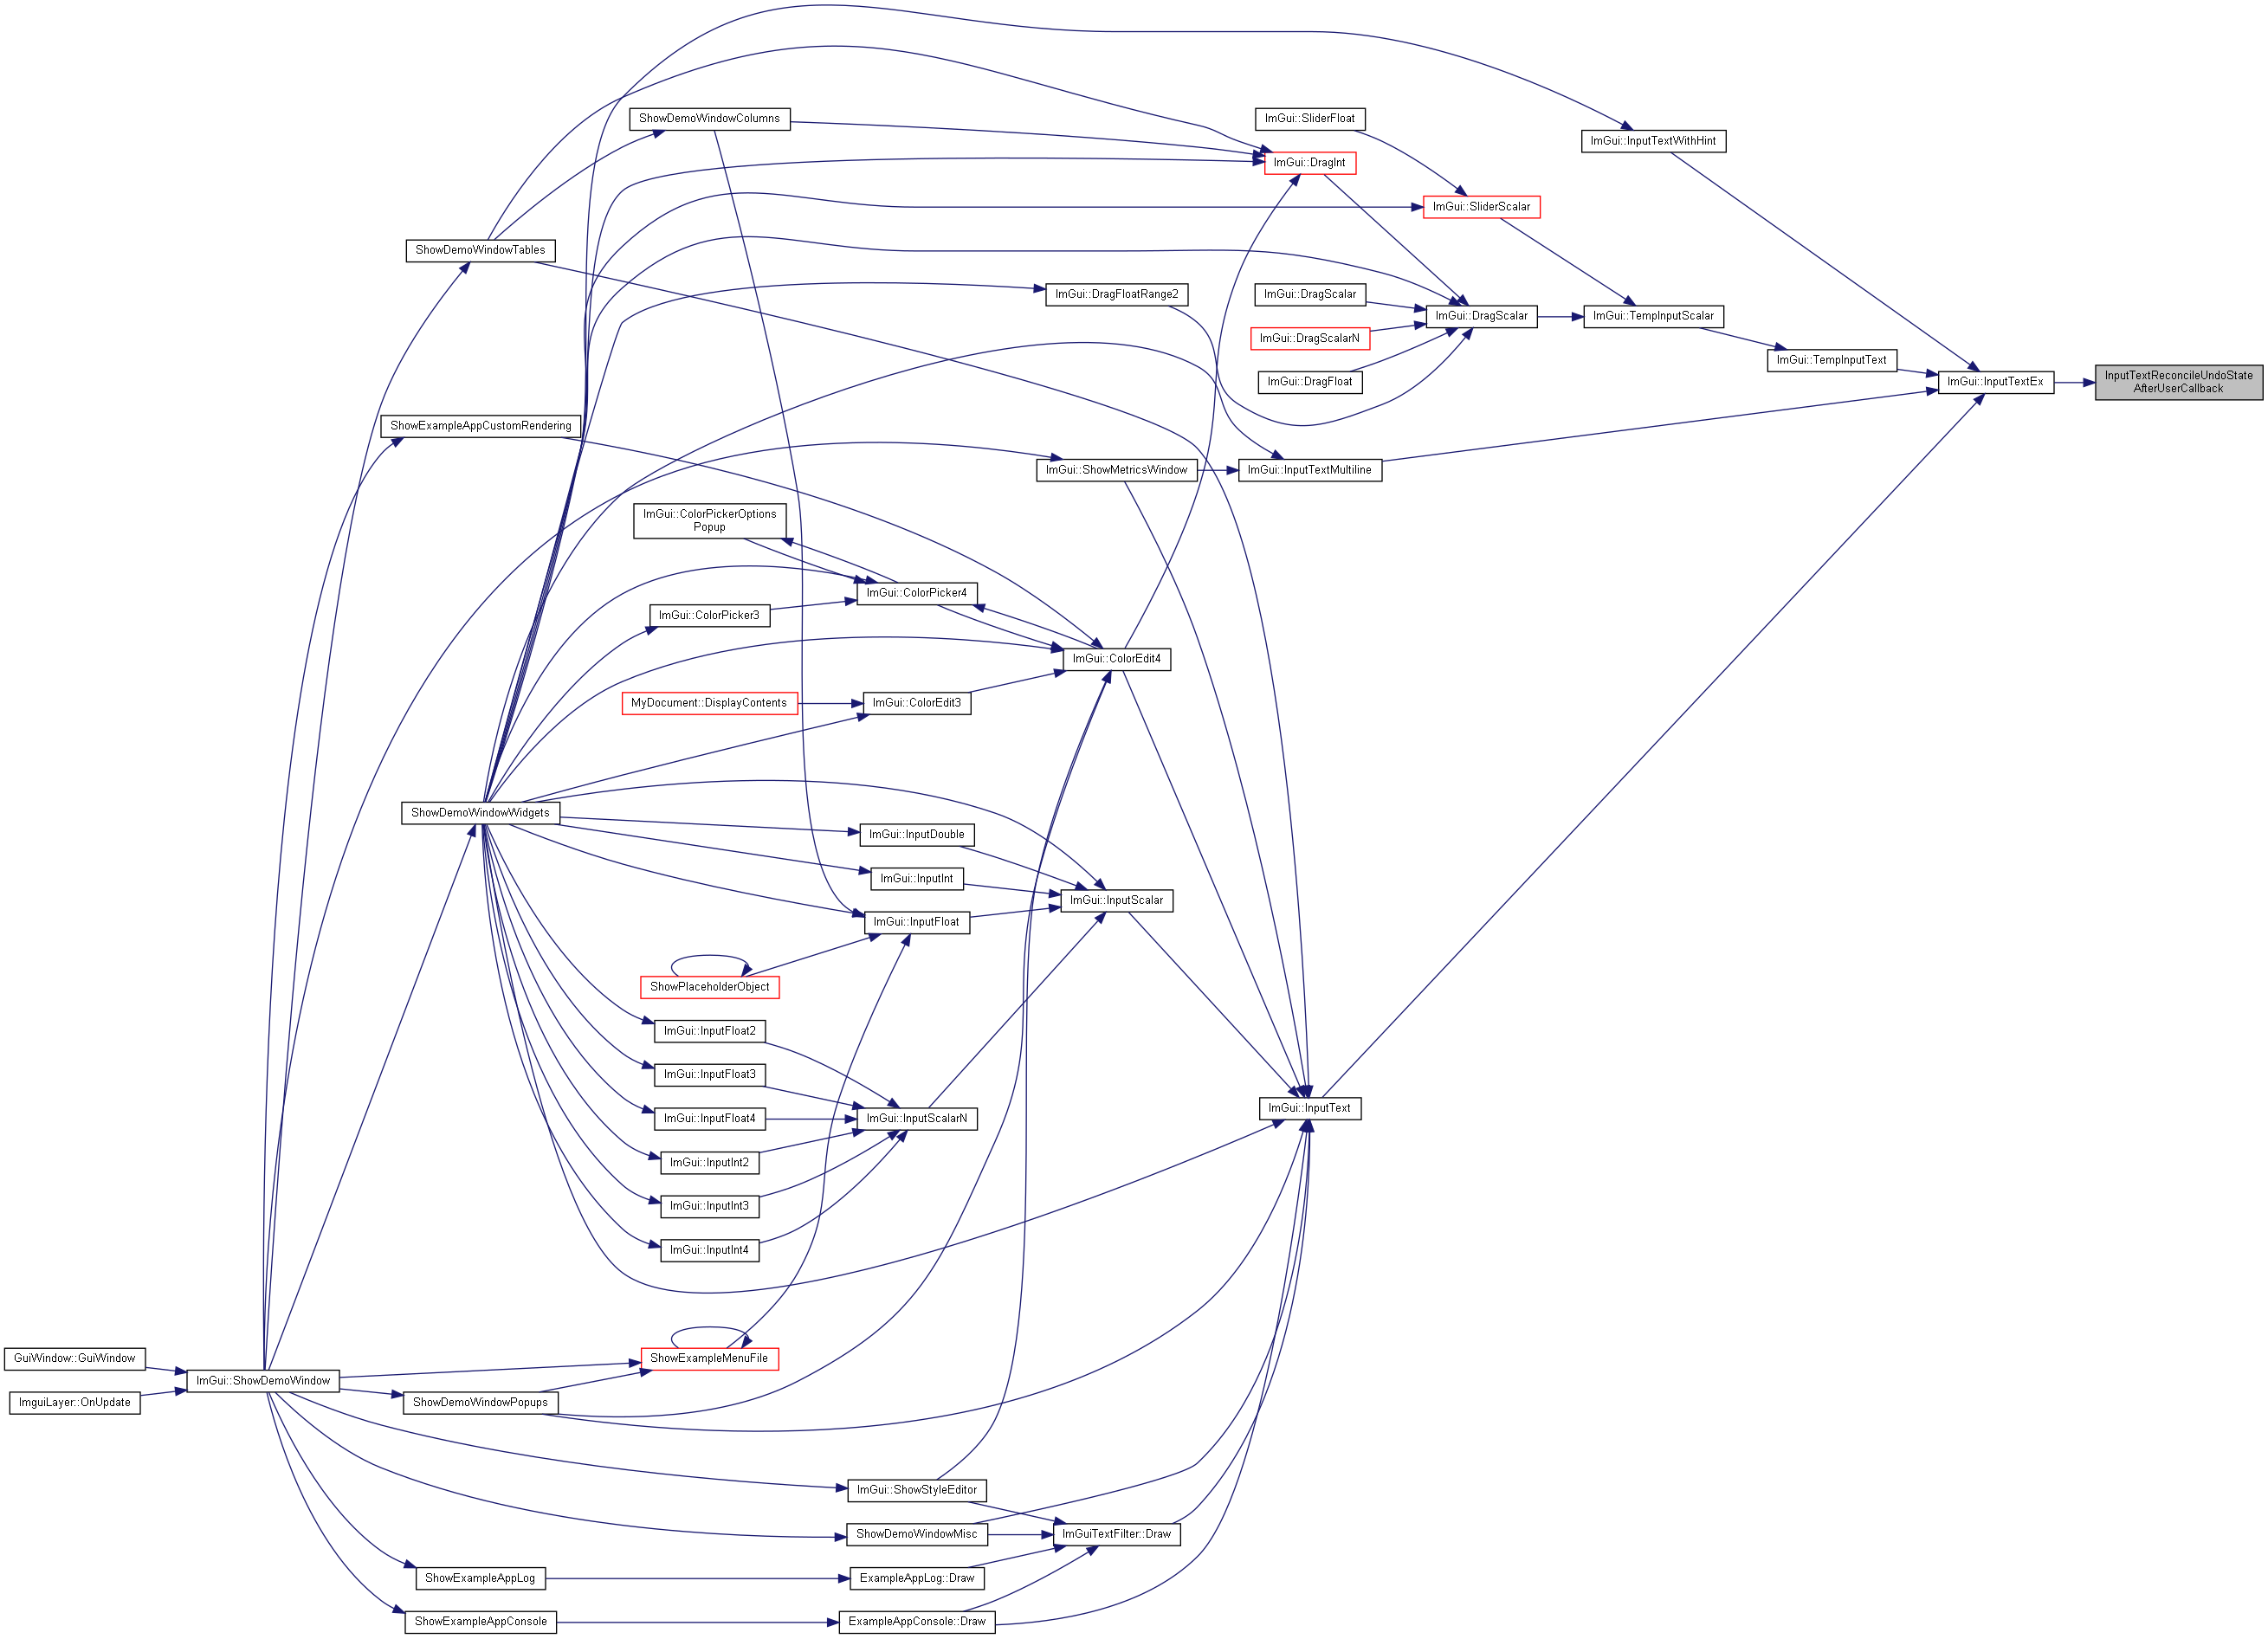 ShowDemoWindowColumns
ImGui::SliderFloat
ImGui::InputTextWithHint
ImGui::DragInt
ImGui::SliderScalar
ShowDemoWindowTables
ImGui::DragFloatRange2
ImGui::DragScalar
ImGui::DragScalar
ImGui::TempInputScalar
ImGui::DragScalarN
ImGui::TempInputText
ImGui::DragFloat
ImGui::InputTextEx
InputTextReconcileUndoState
AfterUserCallback
ShowExampleAppCustomRendering
ImGui::ShowMetricsWindow
ImGui::InputTextMultiline
ImGui::ColorPickerOptions
Popup
ImGui::ColorPicker4
ImGui::ColorPicker3
ImGui::ColorEdit4
MyDocument::DisplayContents
ImGui::ColorEdit3
ShowDemoWindowWidgets
ImGui::InputDouble
ImGui::InputInt
ImGui::InputScalar
ImGui::InputFloat
ShowPlaceholderObject
ImGui::InputFloat2
ImGui::InputFloat3
ImGui::InputFloat4
ImGui::InputScalarN
ImGui::InputText
ImGui::InputInt2
ImGui::InputInt3
ImGui::InputInt4
GuiWindow::GuiWindow
ShowExampleMenuFile
ImGui::ShowDemoWindow
ImguiLayer::OnUpdate
ShowDemoWindowPopups
ImGui::ShowStyleEditor
ShowDemoWindowMisc
ImGuiTextFilter::Draw
ShowExampleAppLog
ExampleAppLog::Draw
ShowExampleAppConsole
ExampleAppConsole::Draw